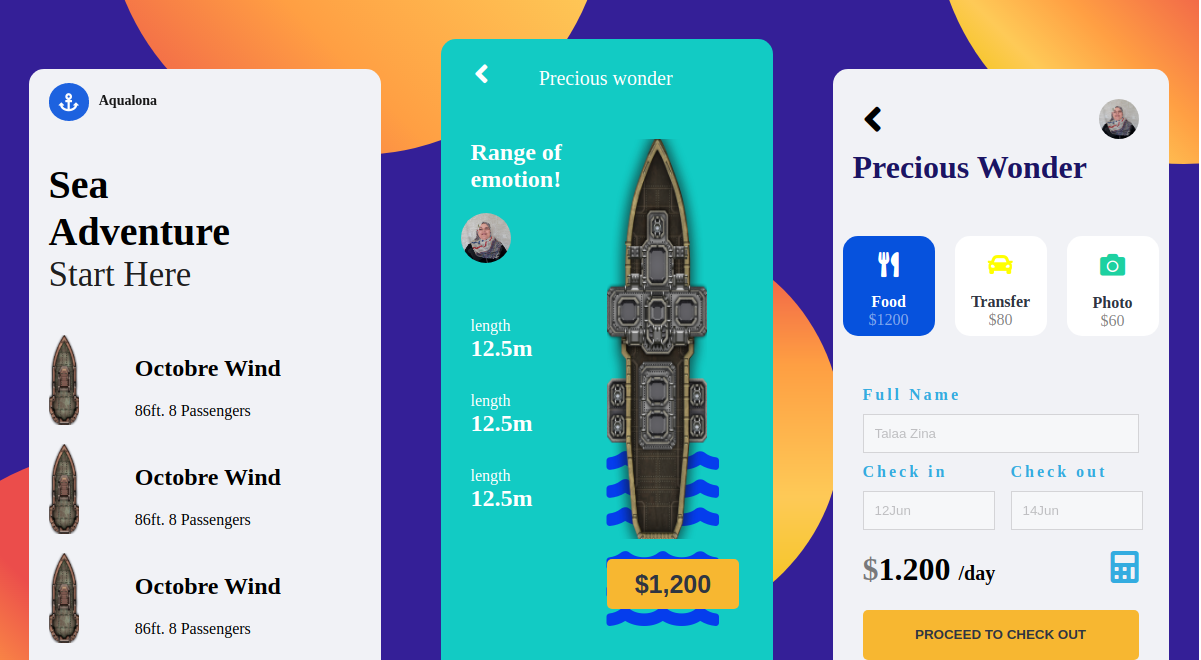 Aqualona
Sea
Adventure
Start Here
Octobre Wind
86ft. 8 Passengers
Octobre Wind
86ft. 8 Passengers
Octobre Wind
86ft. 8 Passengers
Precious wonder
Range of
emotion!
length
12.5m
length
12.5m
length
12.5m
$1,200
Precious Wonder
Food
$1200
Transfer
$80
Photo
$60
Full Name
Talaa Zina
Check in
Check out
12Jun
14Jun
$1.200 /day
PROCEED TO CHECK OUT